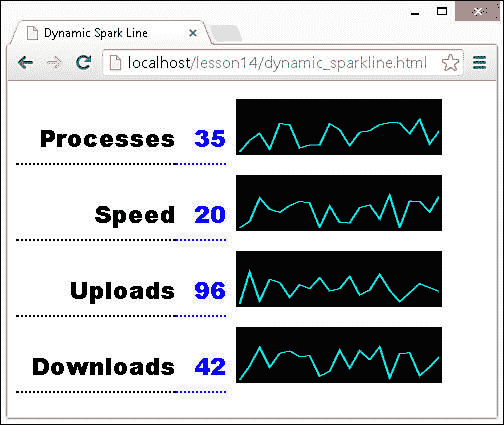 Dynamic Spark Line
localhost/lesson14/dynamic_sparkline.html
Processes 35
Speed 20
Uploads 96
Downloads 42